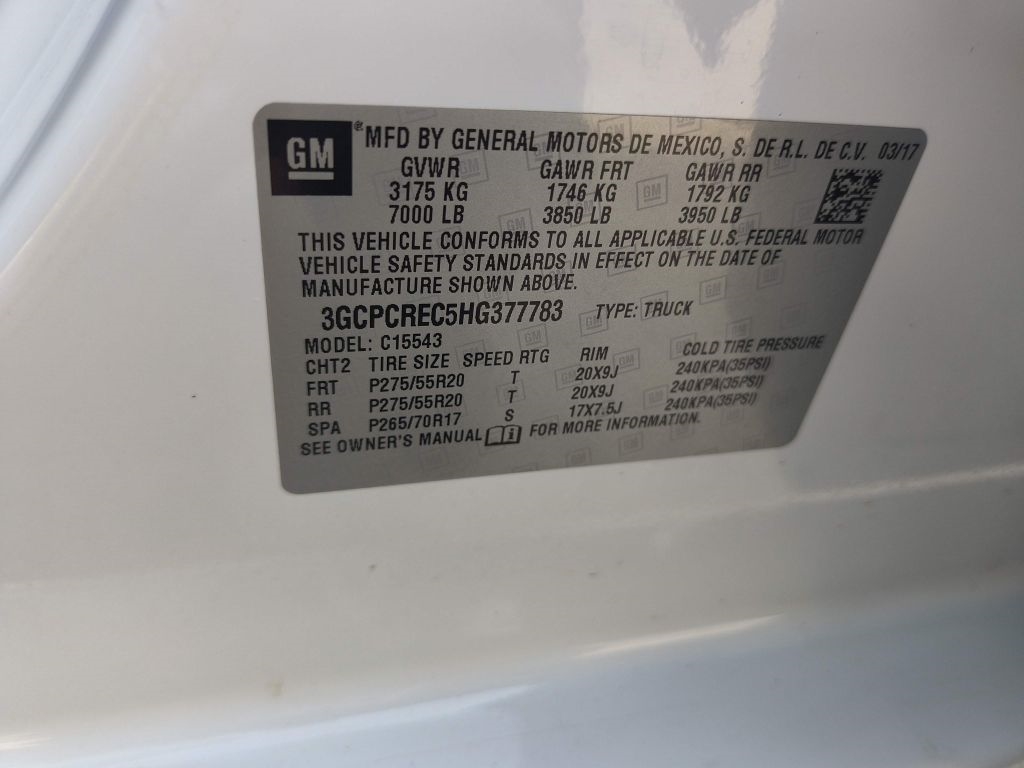 GM ® MFD BY GENERAL MOTORS DE MEXICO, S. DE R.L. DE C.V. 03/17
GVWR GAWR FRT GAWR RR
3175 KG 1746 KG 1792 KG
7000 LB 3850 LB 3950 LB
THIS VEHICLE CONFORMS TO ALL APPLICABLE U.S. FEDERAL MOTOR
VEHICLE SAFETY STANDARDS IN EFFECT ON THE DATE OF
MANUFACTURE SHOWN ABOVE.
3GCPCREC5HG377783 TYPE: TRUCK
MODEL: C15543
CHT2 TIRE SIZE SPEED RTG RIM COLD TIRE PRESSURE
FRT P275/55R20 T 20X9J 240KPA(35PSI)
RR P275/55R20 T 20X9J 240KPA(35PSI)
SPA P265/70R17 S 17X7.5J 240KPA(35PSI)
SEE OWNER'S MANUAL FOR MORE INFORMATION.